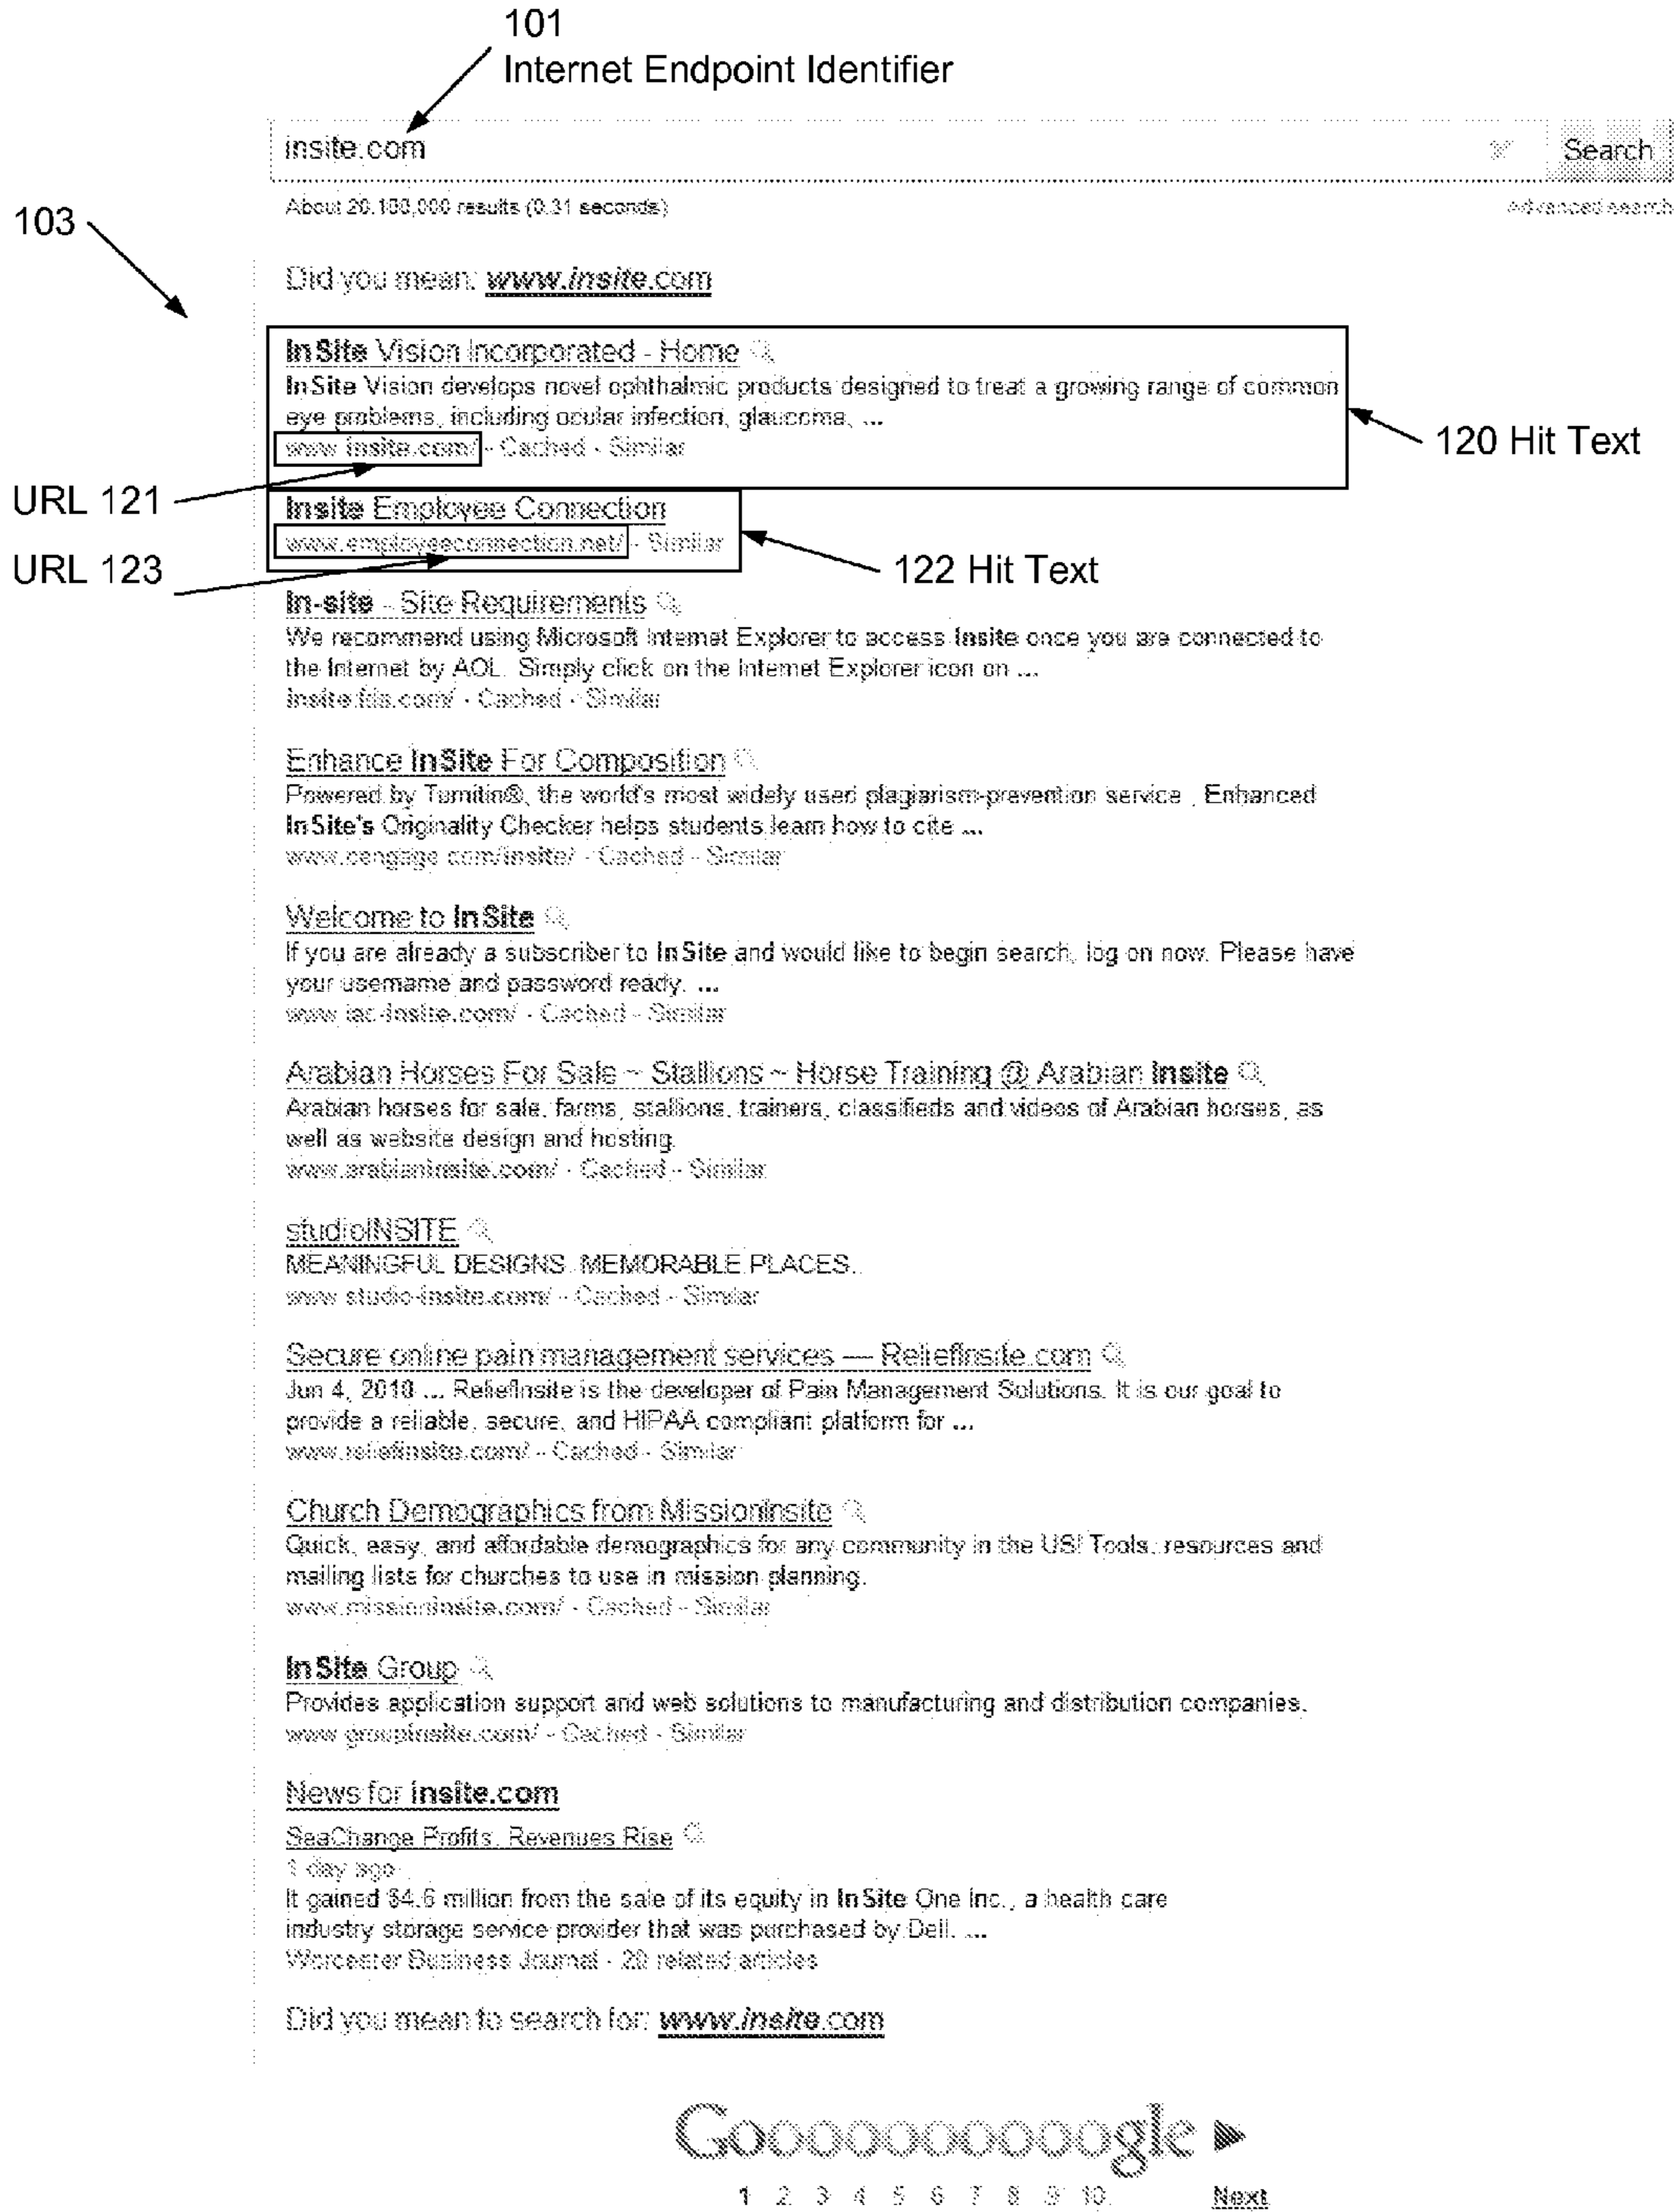 101
Internet Endpoint Identifier
insite.com
Search
About 20,100,000 results (0.31 seconds)
Advanced search
103
Did you mean: www.insite.com
InSite Vision Incorporated - Home
InSite Vision develops novel ophthalmic products designed to treat a growing range of common
eye problems, including ocular infection, glaucoma, ...
www.insite.com/ - Cached - Similar
120 Hit Text
URL 121
Insite Employee Connection
www.employeeconnection.net/ - Similar
URL 123
122 Hit Text
In-site - Site Requirements
We recommend using Microsoft Internet Explorer to access Insite once you are connected to
the Internet by AOL. Simply click on the Internet Explorer icon on ...
- Cached - Similar
Enhance InSite For Composition
Powered by Turnitin®, the world's most widely used plagiarism-prevention service , Enhanced
InSite's Originality Checker helps students learn how to cite ...
www.cengage.com/insite/ - Cached - Similar
Welcome to InSite
If you are already a subscriber to InSite and would like to begin search, log on now. Please have
your username and password ready. ...
www.iac-insite.com/ - Cached - Similar
Arabian Horses For Sale ~ Stallions ~ Horse Training @ Arabian Insite
Arabian horses for sale, farms, stallions, trainers, classifieds and videos of Arabian horses, as
well as website design and hosting.
www.arabianinsite.com/ - Cached - Similar
studioINSITE
MEANINGFUL DESIGNS. MEMORABLE PLACES.
www.studio-insite.com/ - Cached - Similar
Secure online pain management services — ReliefInsite.com
Jun 4, 2010 ... ReliefInsite is the developer of Pain Management Solutions. It is our goal to
provide a reliable, secure, and HIPAA compliant platform for ...
www.reliefinsite.com/ - Cached - Similar
Church Demographics from MissionInsite
Quick, easy, and affordable demographics for any community in the US! Tools, resources and
mailing lists for churches to use in mission planning.
www.missioninsite.com/ - Cached - Similar
InSite Group
Provides application support and web solutions to manufacturing and distribution companies.
www.groupinsite.com/ - Cached - Similar
News for insite.com
SeaChange Profits, Revenues Rise
1 day ago
It gained $4.6 million from the sale of its equity in InSite One Inc., a health care
industry storage service provider that was purchased by Dell. ...
Worcester Business Journal - 20 related articles
Did you mean to search for: www.insite.com
Goooooooooogle
1 2 3 4 5 6 7 8 9 10 Next